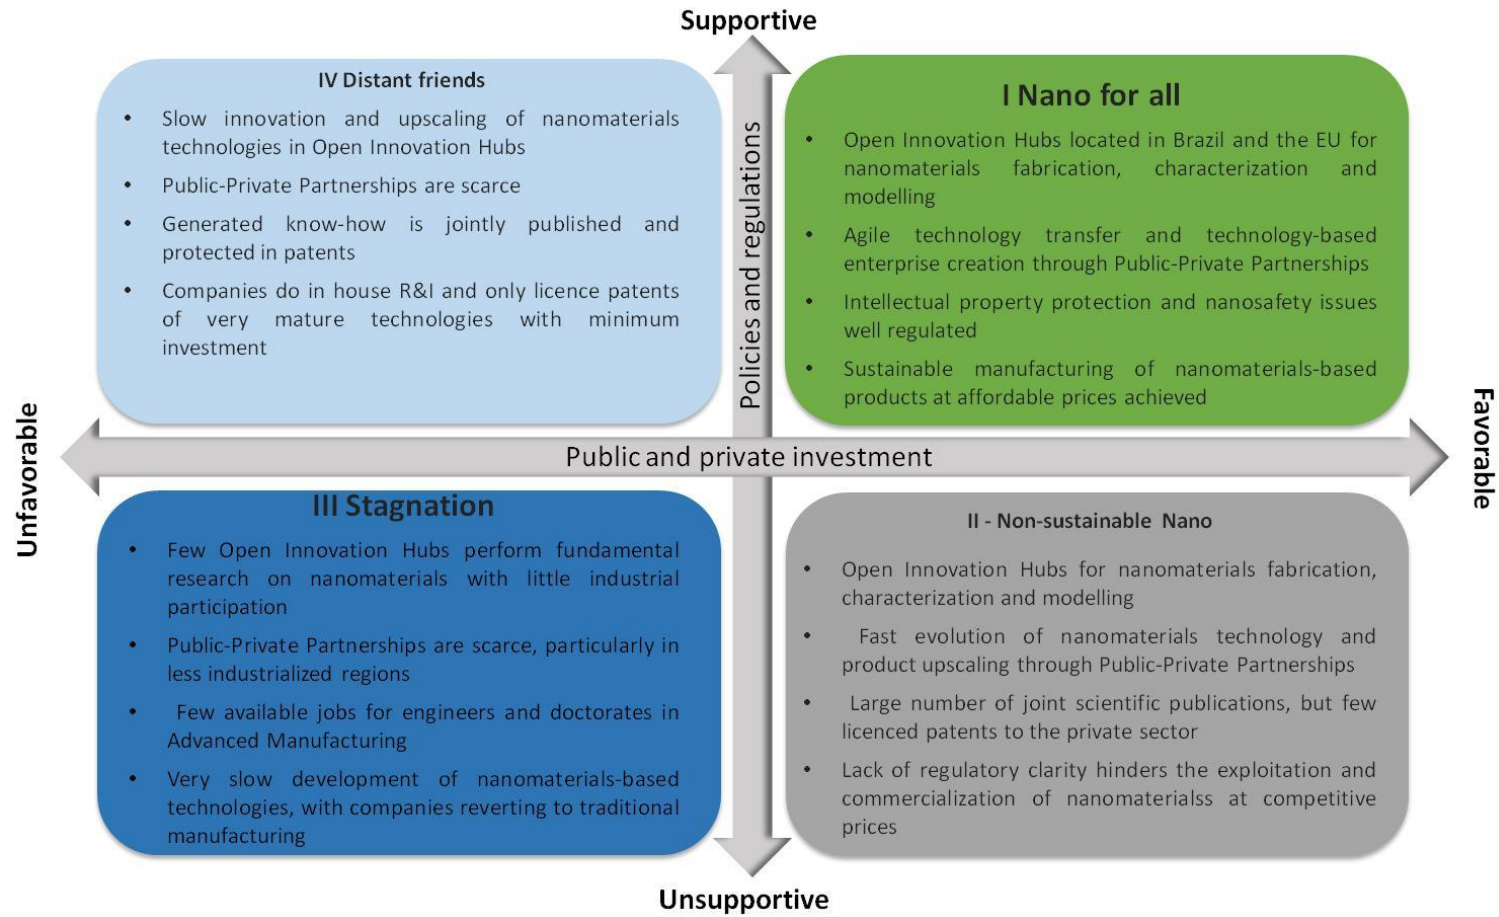 Supportive
IV Distant friends
• Slow innovation and upscaling of nanomaterials
technologies in Open Innovation Hubs
• Public-Private Partnerships are scarce
• Generated know-how is jointly published and
protected in patents
• Companies do in house R&I and only licence patents
of very mature technologies with minimum
investment
Policies and regulations
I Nano for all
• Open Innovation Hubs located in Brazil and the EU for
nanomaterials fabrication, characterization and
modelling
• Agile technology transfer and technology-based
enterprise creation through Public-Private Partnerships
• Intellectual property protection and nanosafety issues
well regulated
• Sustainable manufacturing of nanomaterials-based
products at affordable prices achieved
Unfavorable
Public and private investment
Favorable
III Stagnation
• Few Open Innovation Hubs perform fundamental
research on nanomaterials with little industrial
participation
• Public-Private Partnerships are scarce, particularly in
less industrialized regions
• Few available jobs for engineers and doctorates in
Advanced Manufacturing
• Very slow development of nanomaterials-based
technologies, with companies reverting to traditional
manufacturing
II - Non-sustainable Nano
• Open Innovation Hubs for nanomaterials fabrication,
characterization and modelling
• Fast evolution of nanomaterials technology and
product upscaling through Public-Private Partnerships
• Large number of joint scientific publications, but few
licenced patents to the private sector
• Lack of regulatory clarity hinders the exploitation and
commercialization of nanomaterialss at competitive
prices
Unsupportive